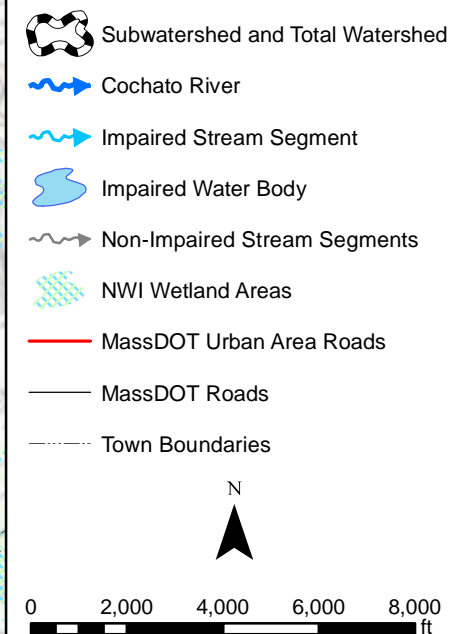 Subwatershed and Total Watershed
Cochato River
Impaired Stream Segment
Impaired Water Body
Non-Impaired Stream Segments
NWI Wetland Areas
MassDOT Urban Area Roads
MassDOT Roads
Town Boundaries
N
0 2,000 4,000 6,000 8,000
ft